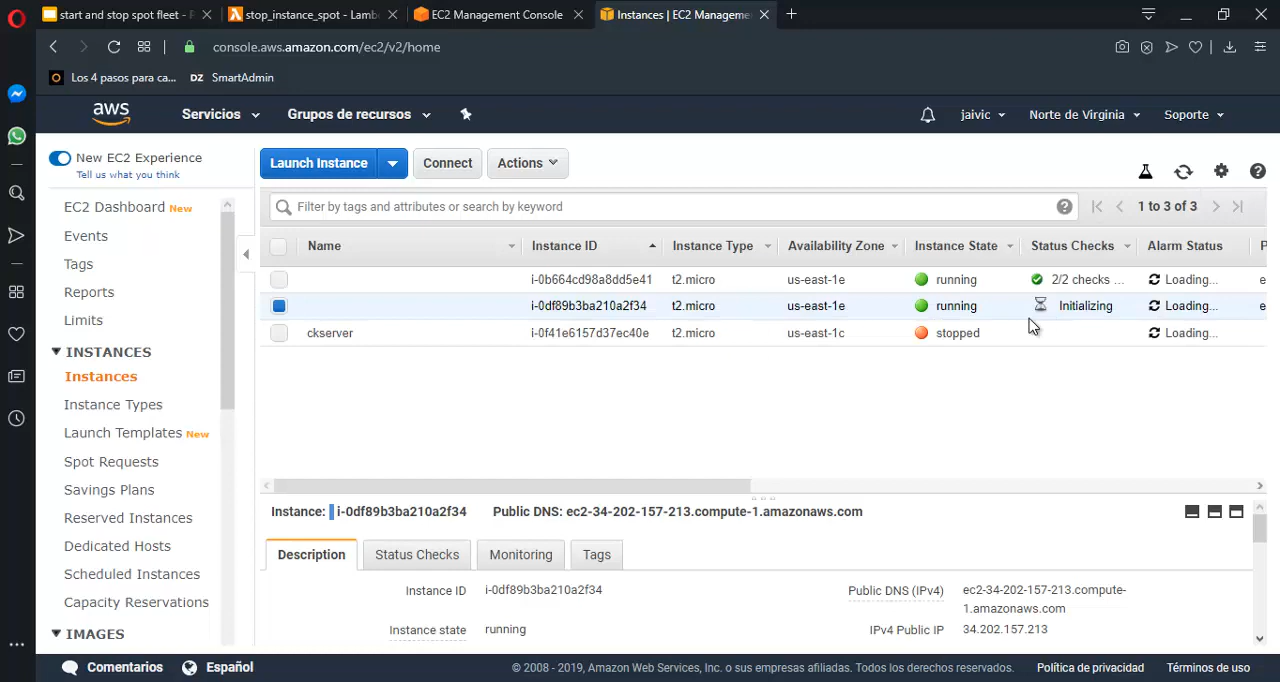 start and stop spot fleet - P
stop_instance_spot - Lamb
EC2 Management Console
Instances | EC2 Manageme
console.aws.amazon.com/ec2/v2/home
Los 4 pasos para ca...
DZ SmartAdmin
aws
Servicios
Grupos de recursos
jaivic
Norte de Virginia
Soporte
New EC2 Experience
Tell us what you think
Launch Instance
Connect
Actions
EC2 Dashboard New
Events
Tags
Reports
Limits
INSTANCES
Instances
Instance Types
Launch Templates New
Spot Requests
Savings Plans
Reserved Instances
Dedicated Hosts
Scheduled Instances
Capacity Reservations
IMAGES
Filter by tags and attributes or search by keyword
1 to 3 of 3
Name Instance ID Instance Type Availability Zone Instance State Status Checks Alarm Status P
i-0b664cd98a8dd5e41 t2.micro us-east-1e running 2/2 checks ... Loading... e
i-0df89b3ba210a2f34 t2.micro us-east-1e running Initializing Loading... e
ckserver i-0f41e6157d37ec40e t2.micro us-east-1c stopped Loading...
Instance: i-0df89b3ba210a2f34 Public DNS: ec2-34-202-157-213.compute-1.amazonaws.com
Description
Status Checks
Monitoring
Tags
Instance ID i-0df89b3ba210a2f34
Public DNS (IPv4) ec2-34-202-157-213.compute-
1.amazonaws.com
Instance state running
IPv4 Public IP 34.202.157.213
Comentarios
Español
© 2008 - 2019, Amazon Web Services, Inc. o sus empresas afiliadas. Todos los derechos reservados.
Política de privacidad
Términos de uso